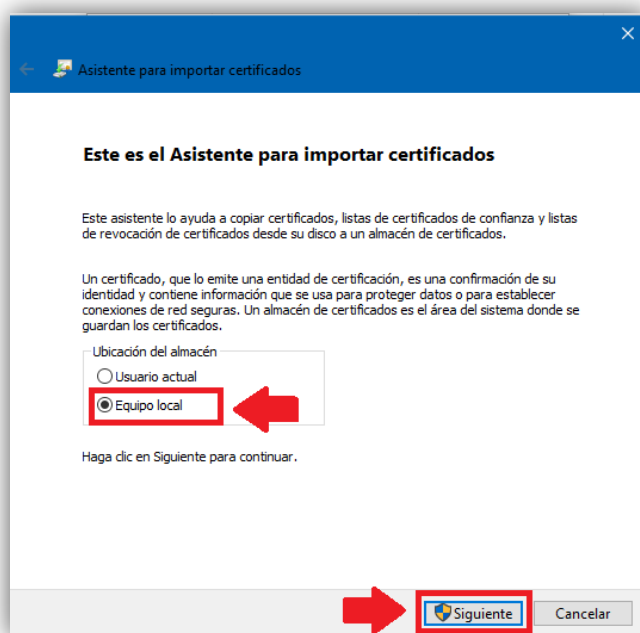 Asistente para importar certificados
Este es el Asistente para importar certificados
Este asistente lo ayuda a copiar certificados, listas de certificados de confianza y listas
de revocación de certificados desde su disco a un almacén de certificados.
Un certificado, que lo emite una entidad de certificación, es una confirmación de su
identidad y contiene información que se usa para proteger datos o para establecer
conexiones de red seguras. Un almacén de certificados es el área del sistema donde se
guardan los certificados.
Ubicación del almacén
Usuario actual
Equipo local
Haga clic en Siguiente para continuar.
Siguiente
Cancelar